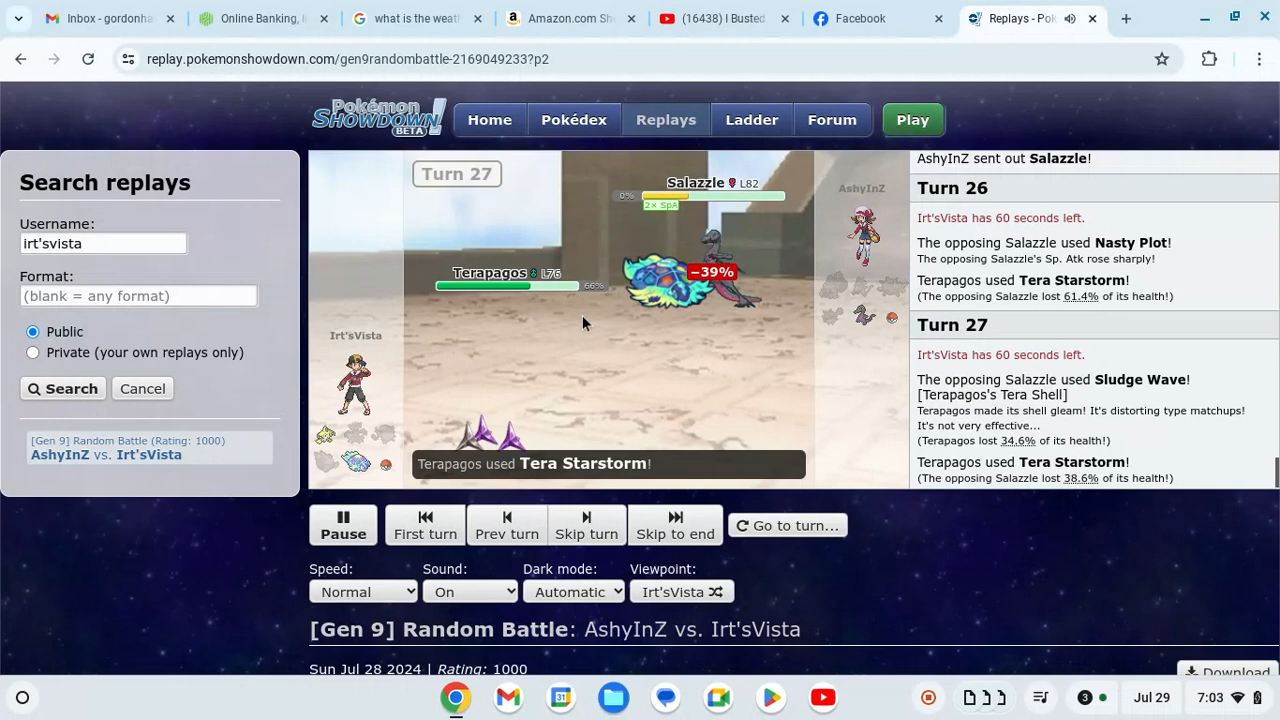 Inbox - gordonha
Online Banking, I
what is the weat
Amazon.com Sh
(16438) I Busted
Facebook
Replays - Pok
replay.pokemonshowdown.com/gen9randombattle-2169049233?p2
Pokémon
SHOWDOWN!
BETA
Home
Pokédex
Replays
Ladder
Forum
Play
Search replays
Username:
irt'svista
Format:
(blank = any format)
Public
Private (your own replays only)
Search
Cancel
[Gen 9] Random Battle (Rating: 1000)
AshyInZ vs. Irt'sVista
Turn 27
Salazzle L82
0%
2× SpA
Terapagos L76
66%
−39%
AshyInZ
Irt'sVista
Terapagos used Tera Starstorm!
AshyInZ sent out Salazzle!
Turn 26
Irt'sVista has 60 seconds left.
The opposing Salazzle used Nasty Plot!
The opposing Salazzle's Sp. Atk rose sharply!
Terapagos used Tera Starstorm!
(The opposing Salazzle lost 61.4% of its health!)
Turn 27
Irt'sVista has 60 seconds left.
The opposing Salazzle used Sludge Wave!
[Terapagos's Tera Shell]
Terapagos made its shell gleam! It's distorting type matchups!
It's not very effective...
(Terapagos lost 34.6% of its health!)
Terapagos used Tera Starstorm!
(The opposing Salazzle lost 38.6% of its health!)
Pause
First turn
Prev turn
Skip turn
Skip to end
Go to turn...
Speed:
Sound:
Dark mode:
Viewpoint:
Normal
On
Automatic
Irt'sVista
[Gen 9] Random Battle: AshyInZ vs. Irt'sVista
Sun Jul 28 2024 | Rating: 1000
Download
3
Jul 29
7:03